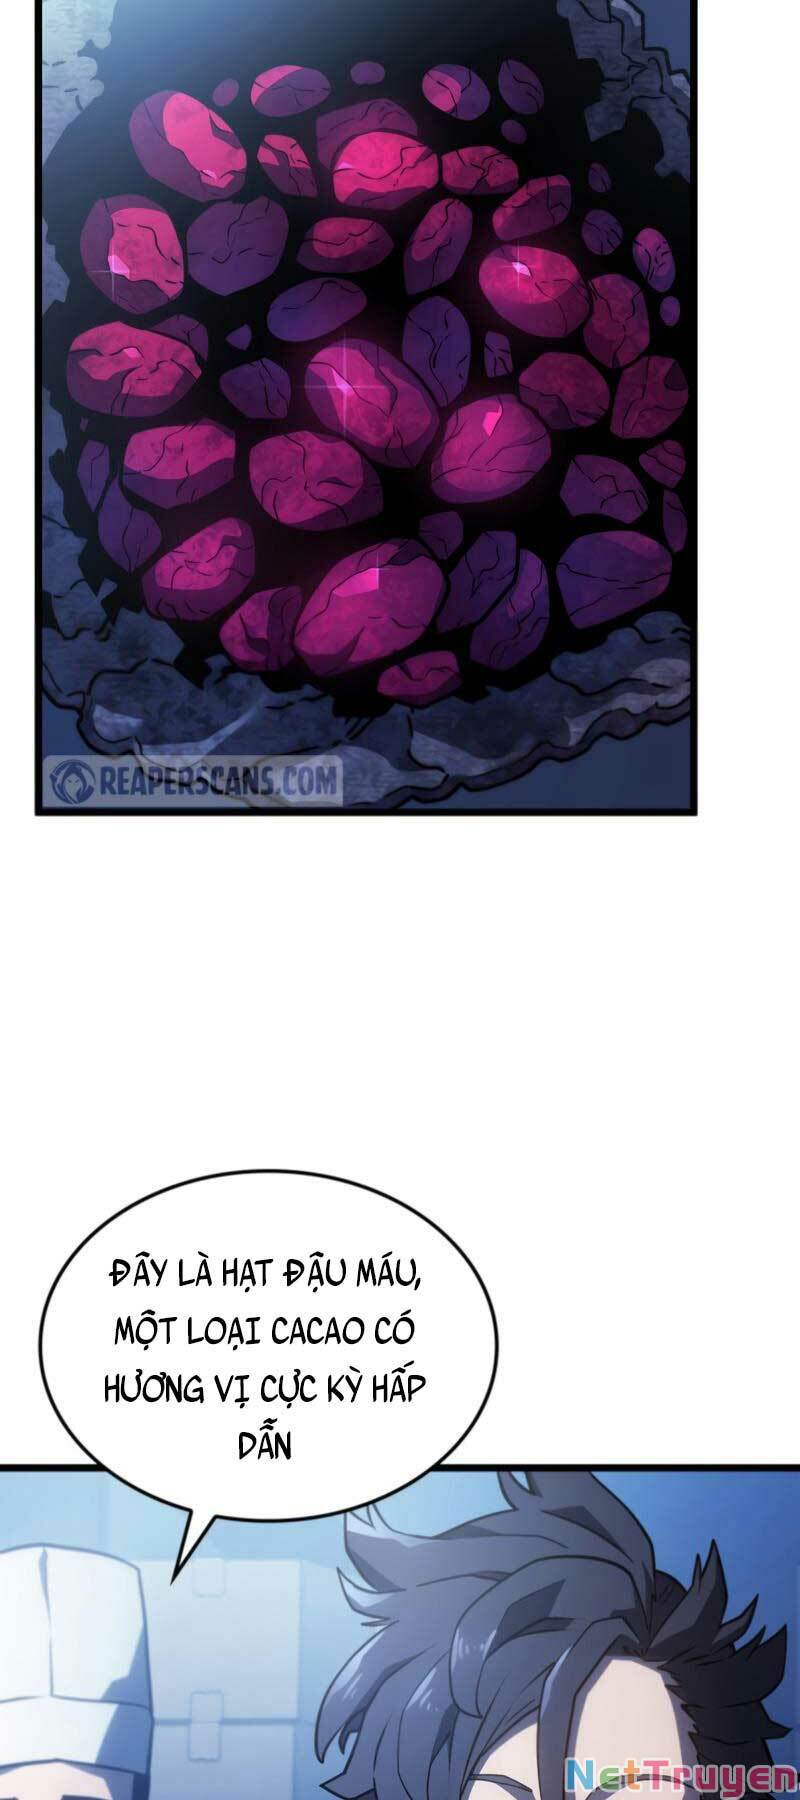 REAPERSCANS.COM
ĐÂY LÀ HẠT ĐẬU MÁU,
MỘT LOẠI CACAO CÓ
HƯƠNG VỊ CỰC KỲ HẤP
DẪN
NetTruyen